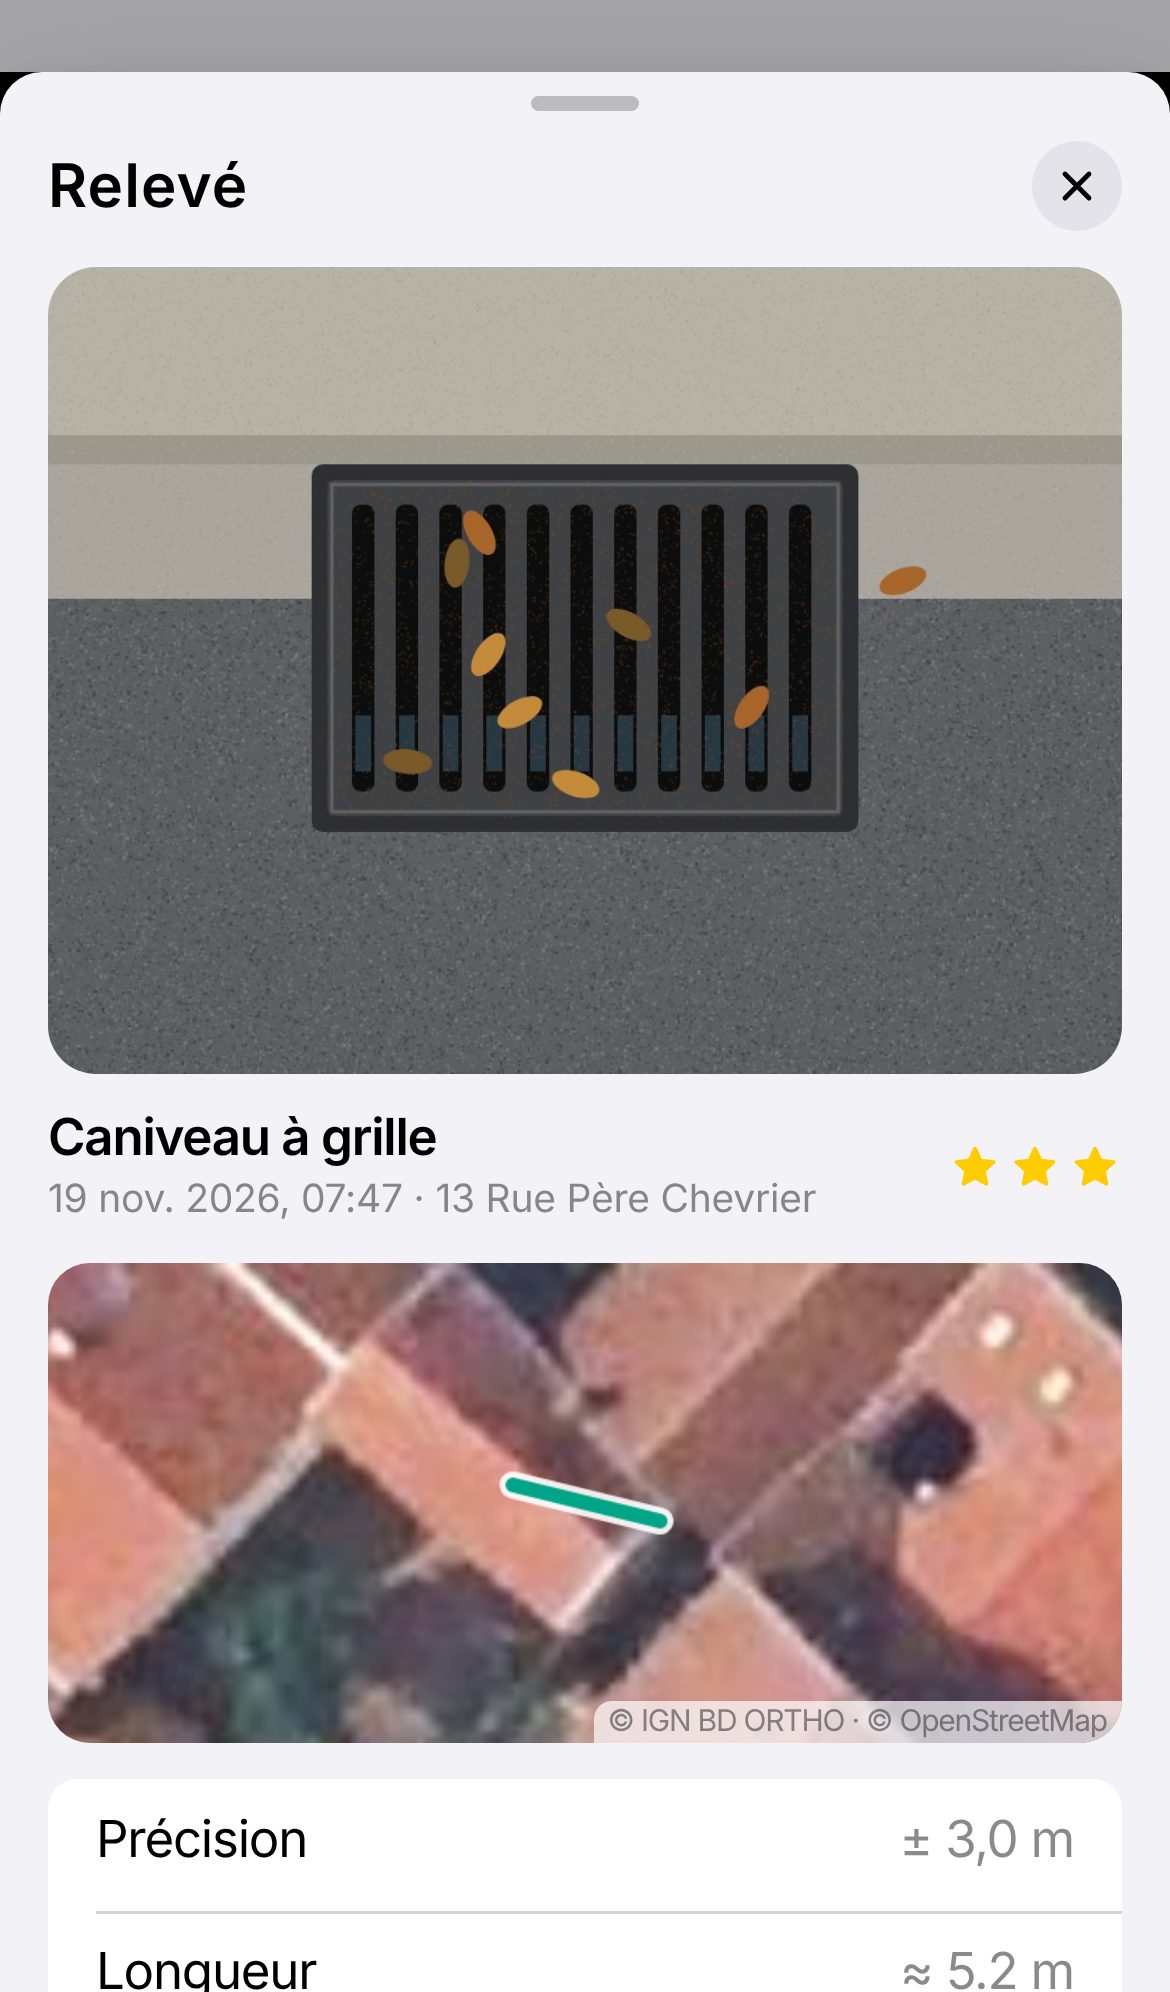 Relevé
Caniveau à grille
19 nov. 2026, 07:47 · 13 Rue Père Chevrier
© IGN BD ORTHO · © OpenStreetMap
Précision
± 3,0 m
Longueur
≈ 5.2 m